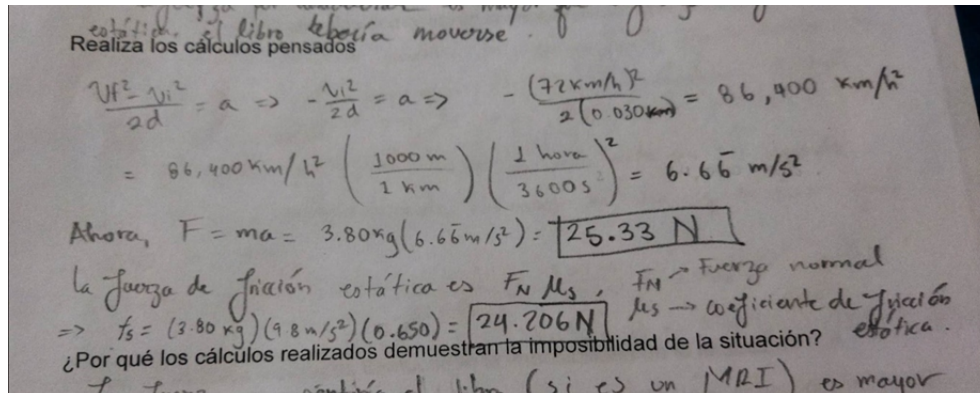 es mayor
estática, el libro debería moverse.
Realiza los cálculos pensados
Vf² - Vi² / 2d = a => - Vi² / 2d = a => - (72 km/h)² / 2(0.030 km) = 86,400 km/h²
= 86,400 km/h² (1000 m / 1 km) (1 hora / 3600 s)² = 6.66̄ m/s²
Ahora, F = ma = 3.80 kg (6.66̄ m/s²) = 25.33 N
la fuerza de fricción estática es FN μs, FN → Fuerza normal
μs → coeficiente de fricción estática.
=> fs = (3.80 kg)(9.8 m/s²)(0.650) = 24.206 N
¿Por qué los cálculos realizados demuestran la imposibilidad de la situación?
el libro (si es un MRI) es mayor